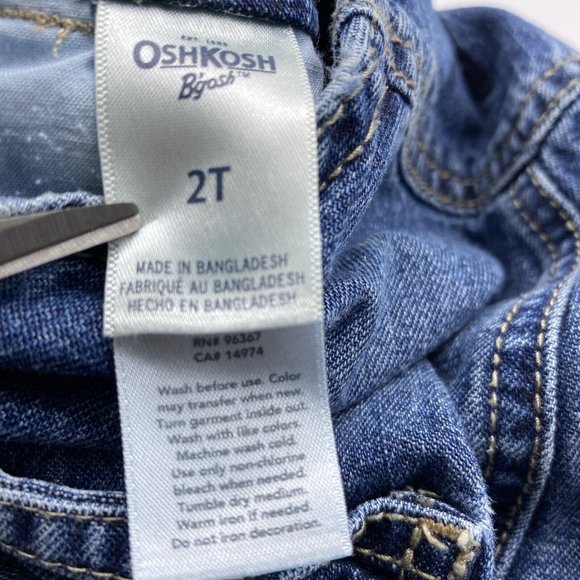 EST. 1895
OSHKOSH
B'gosh™
2T
MADE IN BANGLADESH
FABRIQUÉ AU BANGLADESH
HECHO EN BANGLADESH
RN# 96367
CA# 14974
Wash before use. Color
may transfer when new.
Turn garment inside out.
Wash with like colors.
Machine wash cold.
Use only non-chlorine
bleach when needed.
Tumble dry medium.
Warm iron if needed.
Do not iron decoration.